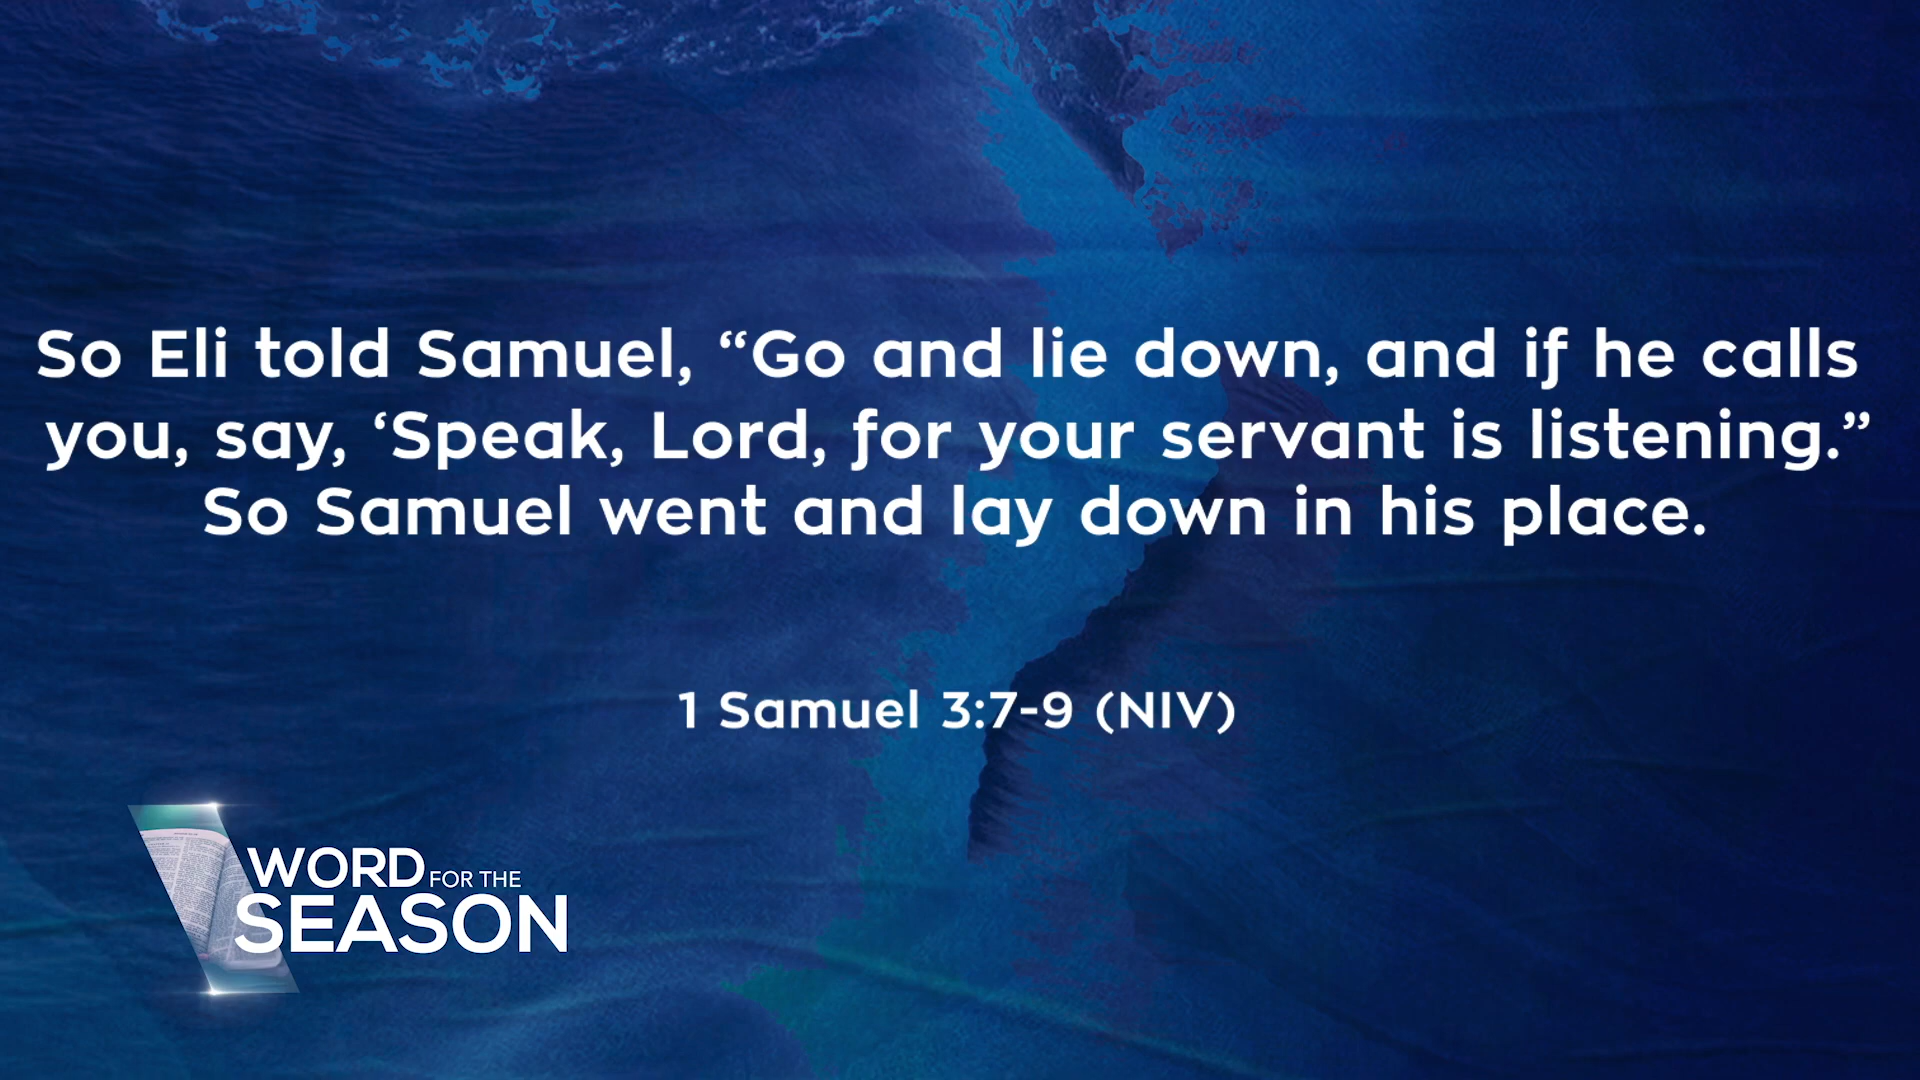 So Eli told Samuel, “Go and lie down, and if he calls
you, say, ‘Speak, Lord, for your servant is listening.”
So Samuel went and lay down in his place.
1 Samuel 3:7-9 (NIV)
WORD FOR THE
SEASON